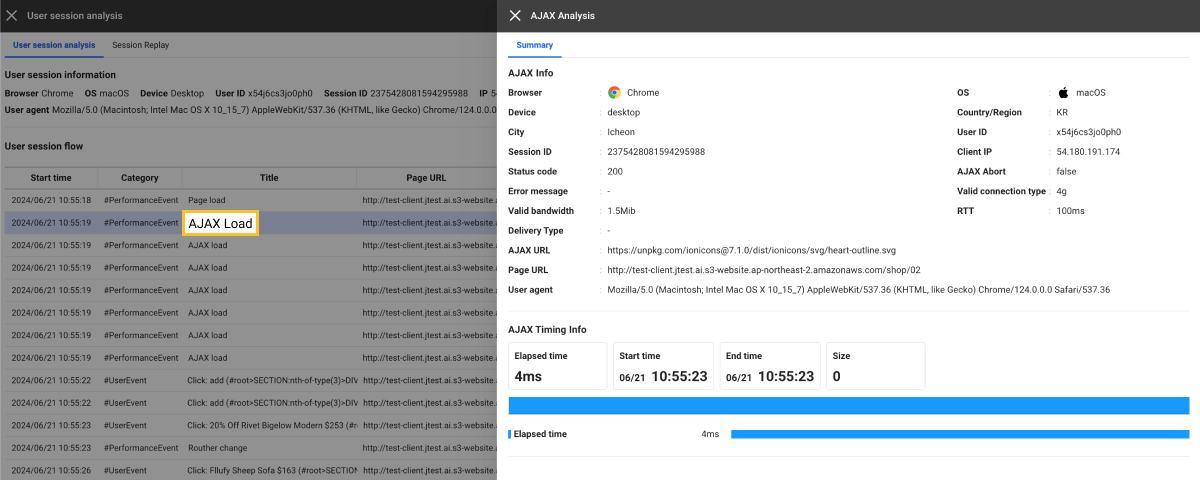 User session analysis
User session analysis Session Replay
User session information
Browser Chrome OS macOS Device Desktop User ID x54j6cs3jo0ph0 Session ID 2375428081594295988 IP 54
User agent Mozilla/5.0 (Macintosh; Intel Mac OS X 10_15_7) AppleWebKit/537.36 (KHTML, like Gecko) Chrome/124.0.0.0
User session flow
Start time Category Title Page URL
2024/06/21 10:55:18 #PerformanceEvent Page load http://test-client.jtest.ai.s3-website.
2024/06/21 10:55:19 #PerformanceEvent AJAX Load http://test-client.jtest.ai.s3-website.
2024/06/21 10:55:19 #PerformanceEvent AJAX load http://test-client.jtest.ai.s3-website.
2024/06/21 10:55:19 #PerformanceEvent AJAX load http://test-client.jtest.ai.s3-website.
2024/06/21 10:55:19 #PerformanceEvent AJAX load http://test-client.jtest.ai.s3-website.
2024/06/21 10:55:19 #PerformanceEvent AJAX load http://test-client.jtest.ai.s3-website.
2024/06/21 10:55:19 #PerformanceEvent AJAX load http://test-client.jtest.ai.s3-website.
2024/06/21 10:55:19 #PerformanceEvent AJAX load http://test-client.jtest.ai.s3-website.
2024/06/21 10:55:22 #UserEvent Click: add (#root>SECTION:nth-of-type(3)>DIV http://test-client.jtest.ai.s3-website.
2024/06/21 10:55:22 #UserEvent Click: add (#root>SECTION:nth-of-type(3)>DIV http://test-client.jtest.ai.s3-website.
2024/06/21 10:55:23 #UserEvent Click: 20% Off Rivet Bigelow Modern $253 (#r http://test-client.jtest.ai.s3-website.
2024/06/21 10:55:23 #PerformanceEvent Routher change http://test-client.jtest.ai.s3-website.
2024/06/21 10:55:26 #UserEvent Click: Fllufy Sheep Sofa $163 (#root>SECTION http://test-client.jtest.ai.s3-website.
AJAX Analysis
Summary
AJAX Info
Browser : Chrome OS : macOS
Device : desktop Country/Region : KR
City : Icheon User ID : x54j6cs3jo0ph0
Session ID : 2375428081594295988 Client IP : 54.180.191.174
Status code : 200 AJAX Abort : false
Error message : - Valid connection type : 4g
Valid bandwidth : 1.5Mib RTT : 100ms
Delivery Type : -
AJAX URL : https://unpkg.com/ionicons@7.1.0/dist/ionicons/svg/heart-outline.svg
Page URL : http://test-client.jtest.ai.s3-website.ap-northeast-2.amazonaws.com/shop/02
User agent : Mozilla/5.0 (Macintosh; Intel Mac OS X 10_15_7) AppleWebKit/537.36 (KHTML, like Gecko) Chrome/124.0.0.0 Safari/537.36
AJAX Timing Info
Elapsed time Start time End time Size
4ms 06/21 10:55:23 06/21 10:55:23 0
Elapsed time 4ms